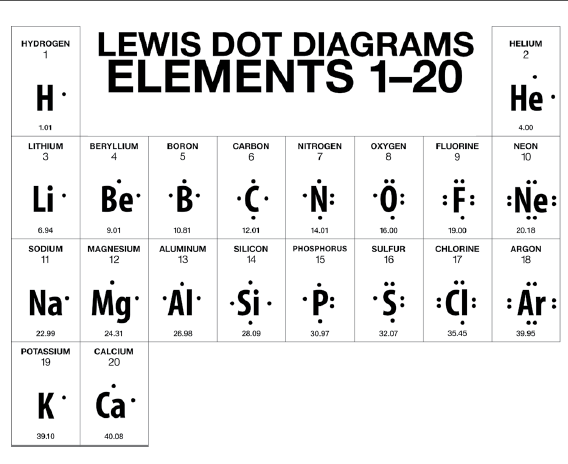 LEWIS DOT DIAGRAMS
ELEMENTS 1–20
HYDROGEN
1
H
1.01
HELIUM
2
He
4.00
LITHIUM
3
Li
6.94
BERYLLIUM
4
Be
9.01
BORON
5
B
10.81
CARBON
6
C
12.01
NITROGEN
7
N
14.01
OXYGEN
8
O
16.00
FLUORINE
9
F
19.00
NEON
10
Ne
20.18
SODIUM
11
Na
22.99
MAGNESIUM
12
Mg
24.31
ALUMINUM
13
Al
26.98
SILICON
14
Si
28.09
PHOSPHORUS
15
P
30.97
SULFUR
16
S
32.07
CHLORINE
17
Cl
35.45
ARGON
18
Ar
39.95
POTASSIUM
19
K
39.10
CALCIUM
20
Ca
40.08